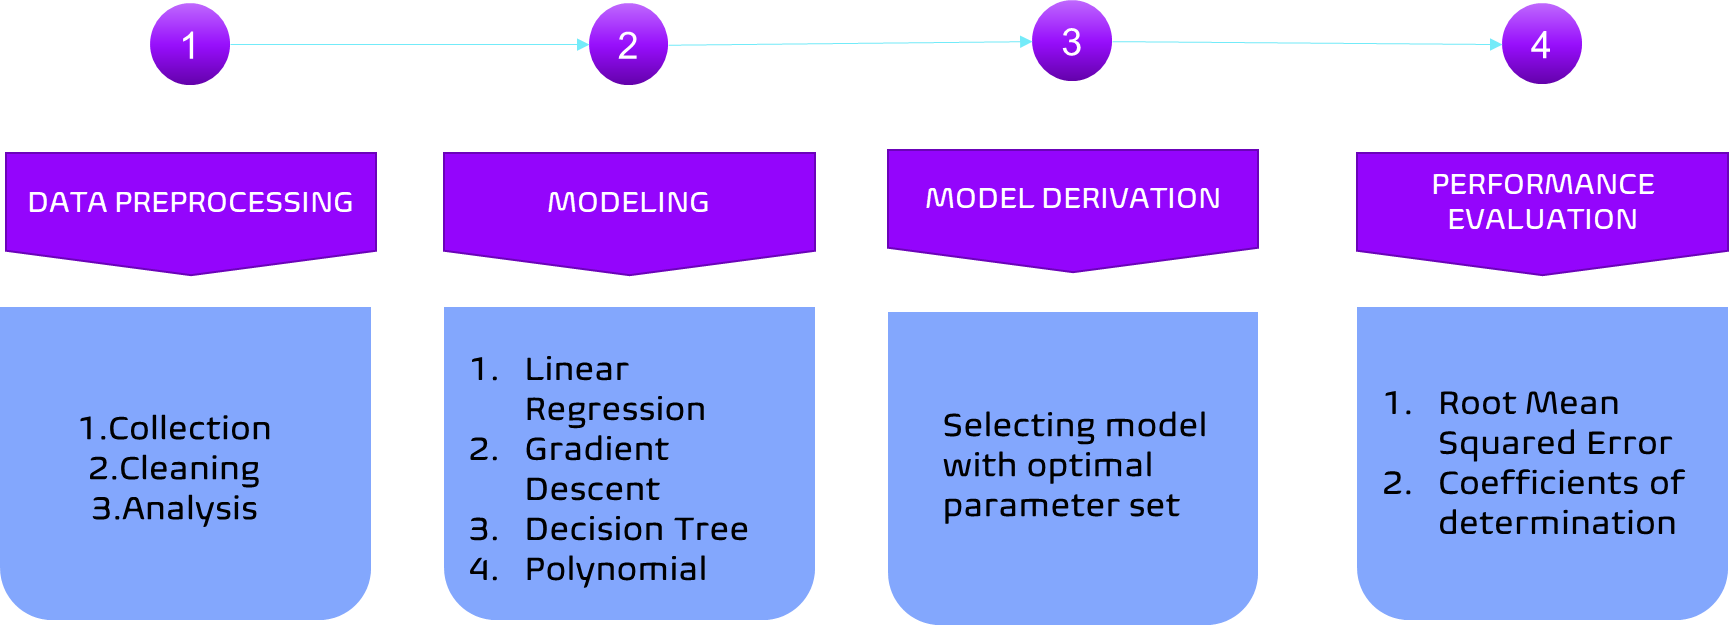 1
2
3
4
DATA PREPROCESSING
MODELING
MODEL DERIVATION
PERFORMANCE
EVALUATION
1.Collection
2.Cleaning
3.Analysis
1. Linear
Regression
2. Gradient
Descent
3. Decision Tree
4. Polynomial
Selecting model
with optimal
parameter set
1. Root Mean
Squared Error
2. Coefficients of
determination